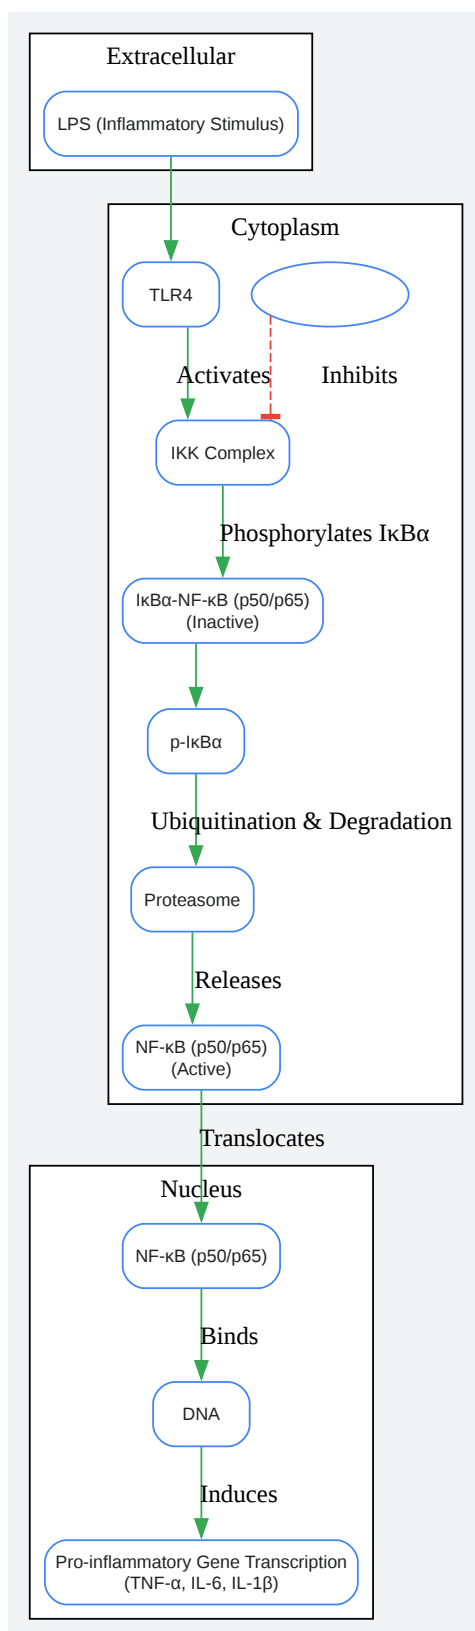 Extracellular
LPS (Inflammatory Stimulus)
Cytoplasm
TLR4
Activates
Inhibits
IKK Complex
Phosphorylates IκBα
IκBα-NF-κB (p50/p65)
(Inactive)
p-IκBα
Ubiquitination & Degradation
Proteasome
Releases
NF-κB (p50/p65)
(Active)
Translocates
Nucleus
NF-κB (p50/p65)
Binds
DNA
Induces
Pro-inflammatory Gene Transcription
(TNF-α, IL-6, IL-1β)